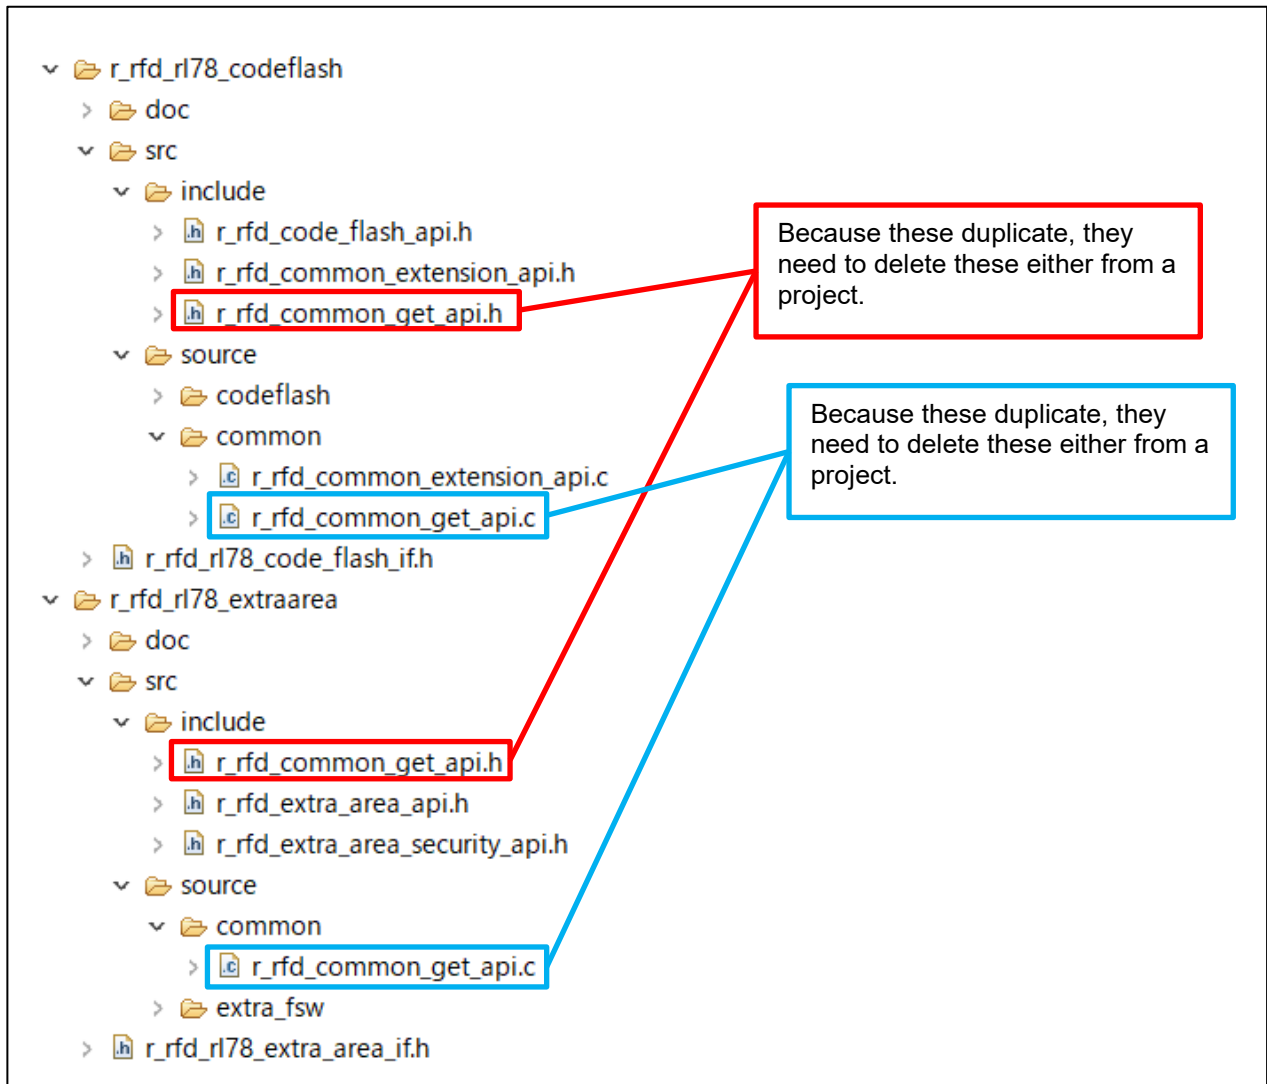 r_rfd_rl78_codeflash
doc
src
include
r_rfd_code_flash_api.h
r_rfd_common_extension_api.h
r_rfd_common_get_api.h
source
codeflash
common
r_rfd_common_extension_api.c
r_rfd_common_get_api.c
r_rfd_rl78_code_flash_if.h
r_rfd_rl78_extraarea
doc
src
include
r_rfd_common_get_api.h
r_rfd_extra_area_api.h
r_rfd_extra_area_security_api.h
source
common
r_rfd_common_get_api.c
extra_fsw
r_rfd_rl78_extra_area_if.h
Because these duplicate, they
need to delete these either from a
project.
Because these duplicate, they
need to delete these either from a
project.